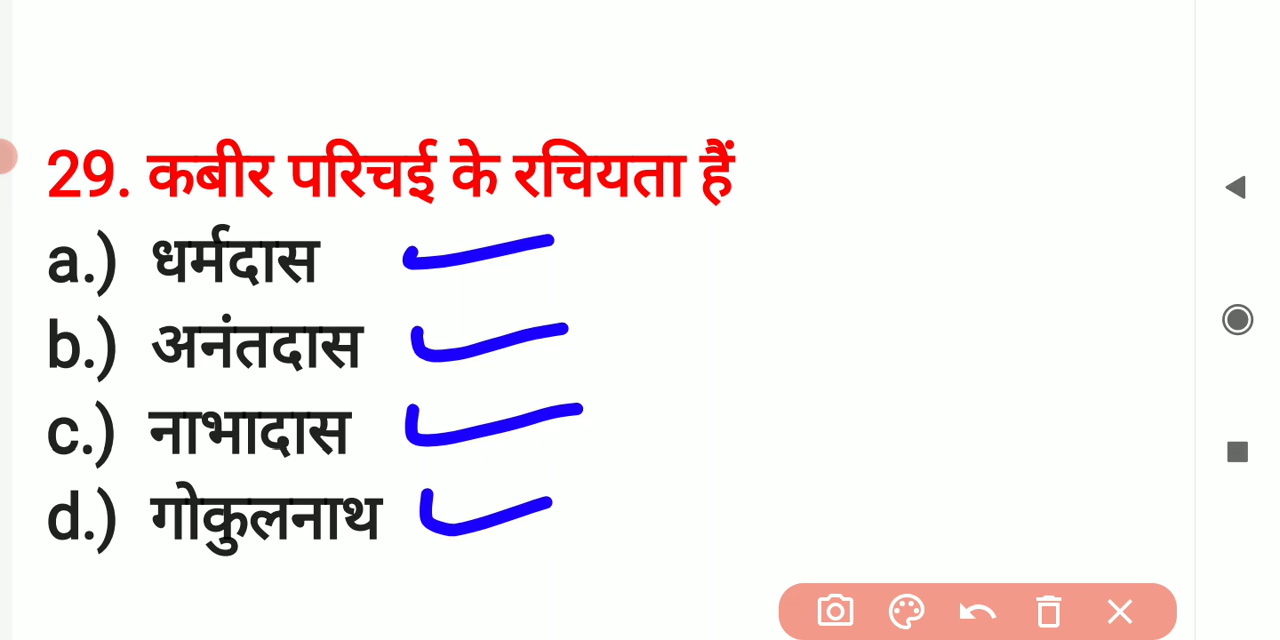 29. कबीर परिचई के रचियता हैं
a.) धर्मदास
b.) अनंतदास
c.) नाभादास
d.) गोकुलनाथ